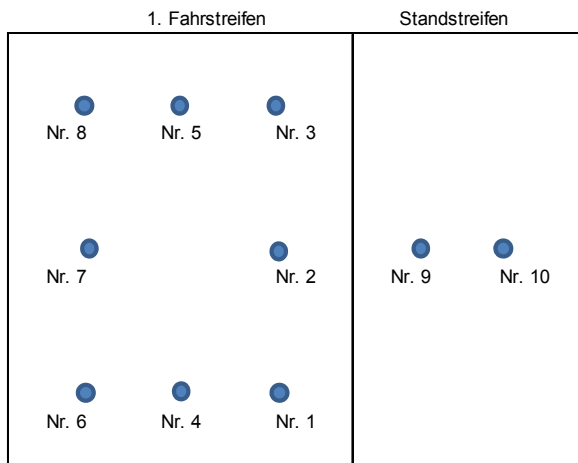 1. Fahrstreifen Standstreifen
Nr. 8 Nr. 5 Nr. 3
Nr. 7 Nr. 2 Nr. 9 Nr. 10
Nr. 6 Nr. 4 Nr. 1